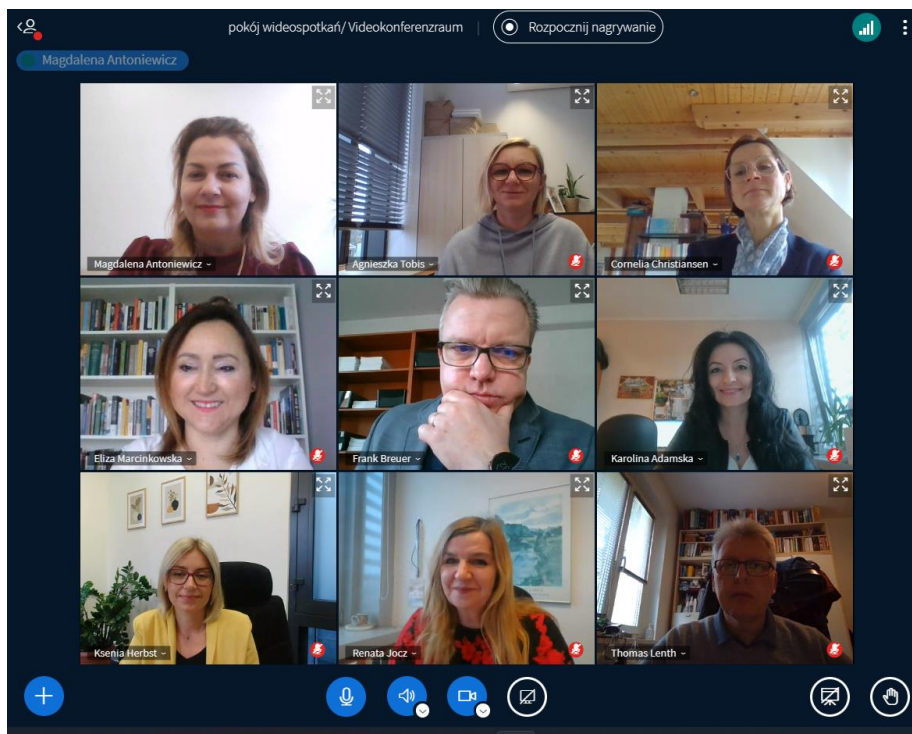 pokój wideospotkań/ Videokonferenzraum | Rozpocznij nagrywanie
Magdalena Antoniewicz
Magdalena Antoniewicz
Agnieszka Tobis
Cornelia Christiansen
Eliza Marcinkowska
Frank Breuer
Karolina Adamska
Ksenia Herbst
Renata Jocz
Thomas Lenth